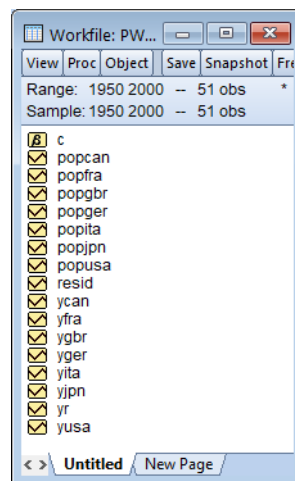 Workfile: PW...
View Proc Object Save Snapshot Fre
Range: 1950 2000 -- 51 obs *
Sample: 1950 2000 -- 51 obs
β c
popcan
popfra
popgbr
popger
popita
popjpn
popusa
resid
ycan
yfra
ygbr
yger
yita
yjpn
yr
yusa
< > Untitled New Page